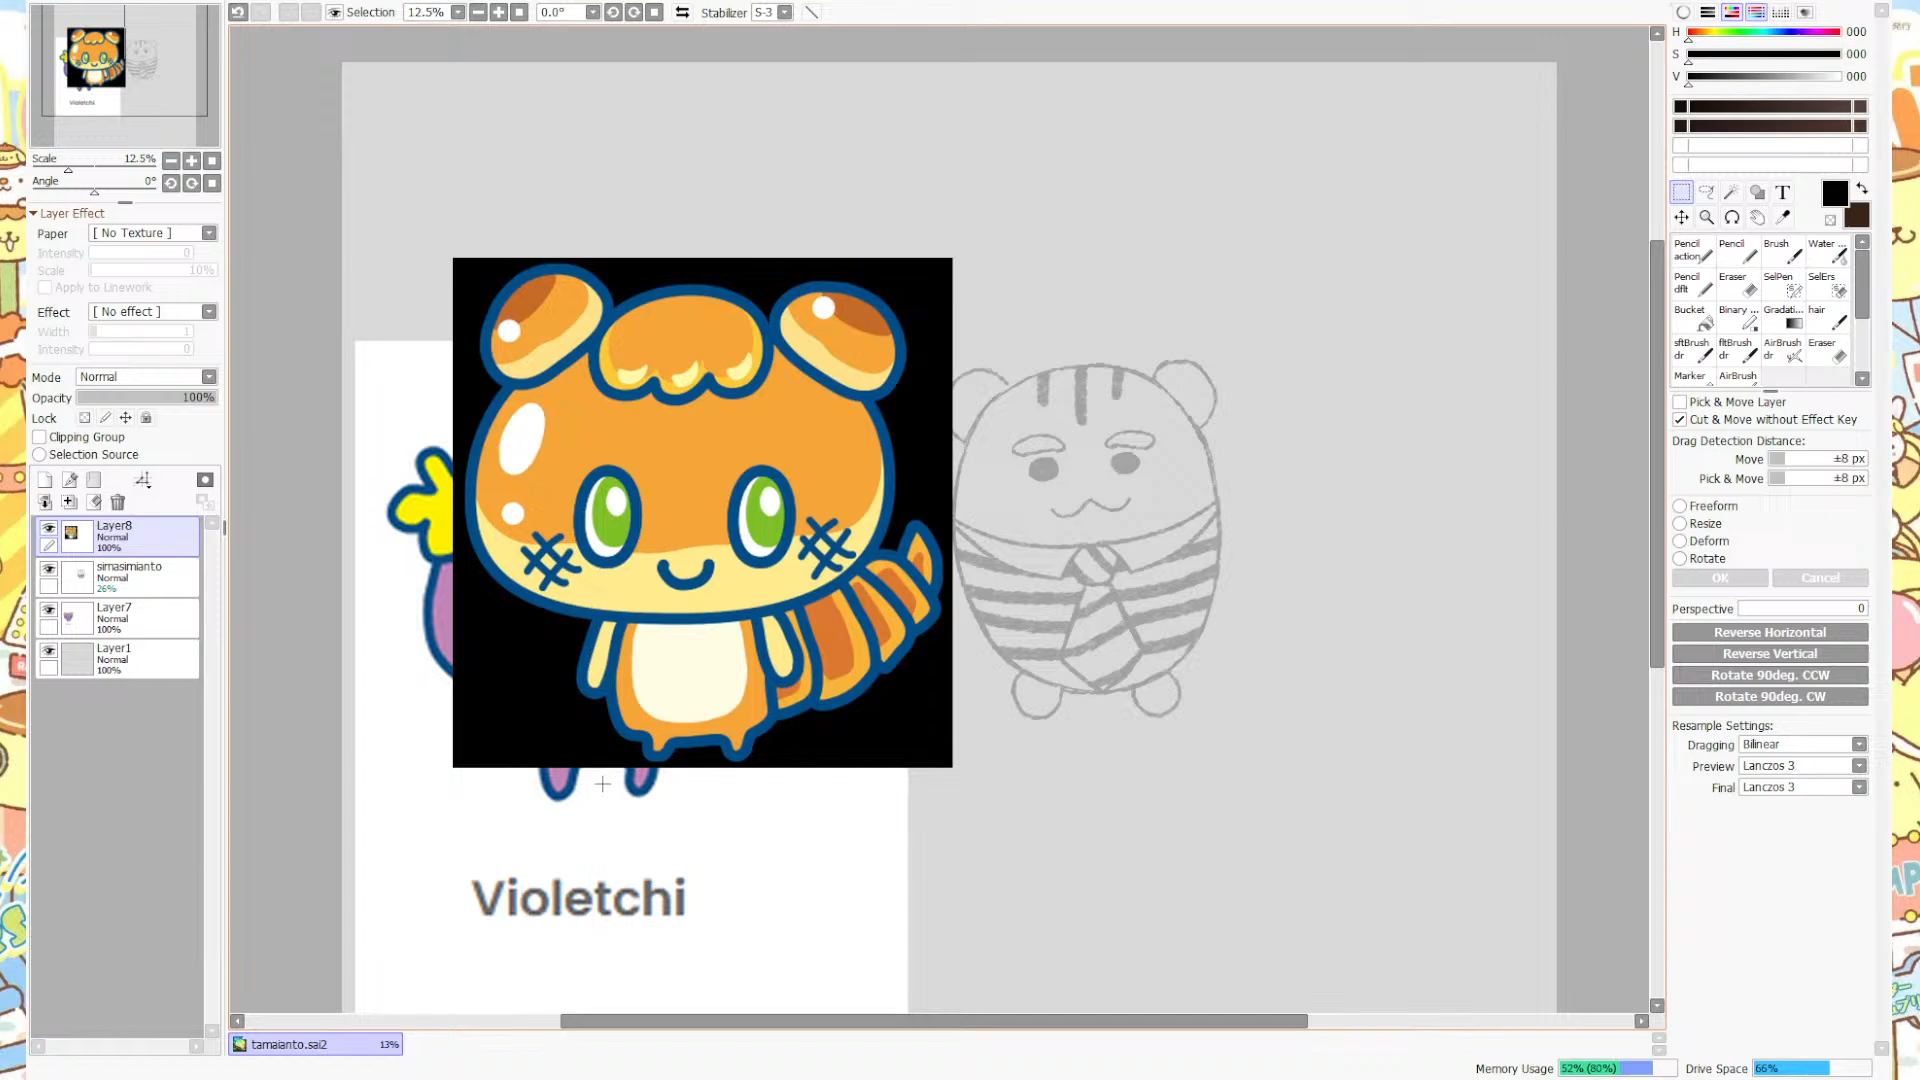 Selection 12.5% 0.0° Stabilizer S-3
Violetchi
Scale 12.5%
Angle 0°
Layer Effect
Paper [ No Texture ]
Intensity 0
Scale 10%
Apply to Linework
Effect [ No effect ]
Width 1
Intensity 0
Mode Normal
Opacity 100%
Lock
Clipping Group
Selection Source
Layer8
Normal
100%
simasimianto
Normal
26%
Layer7
Normal
100%
Layer1
Normal
100%
Violetchi
tamaianto.sai2 13%
H 000
S 000
V 000
T
Pencil action
Pencil
Brush
Water ...
Pencil dflt
Eraser
SelPen
SelErs
Bucket
Binary ...
Gradati...
hair
sftBrush dr
fltBrush dr
AirBrush dr
Eraser
Marker
AirBrush
Pick & Move Layer
Cut & Move without Effect Key
Drag Detection Distance:
Move ±8 px
Pick & Move ±8 px
Freeform
Resize
Deform
Rotate
OK Cancel
Perspective 0
Reverse Horizontal
Reverse Vertical
Rotate 90deg. CCW
Rotate 90deg. CW
Resample Settings:
Dragging Bilinear
Preview Lanczos 3
Final Lanczos 3
Memory Usage 52% (80%) Drive Space 66%